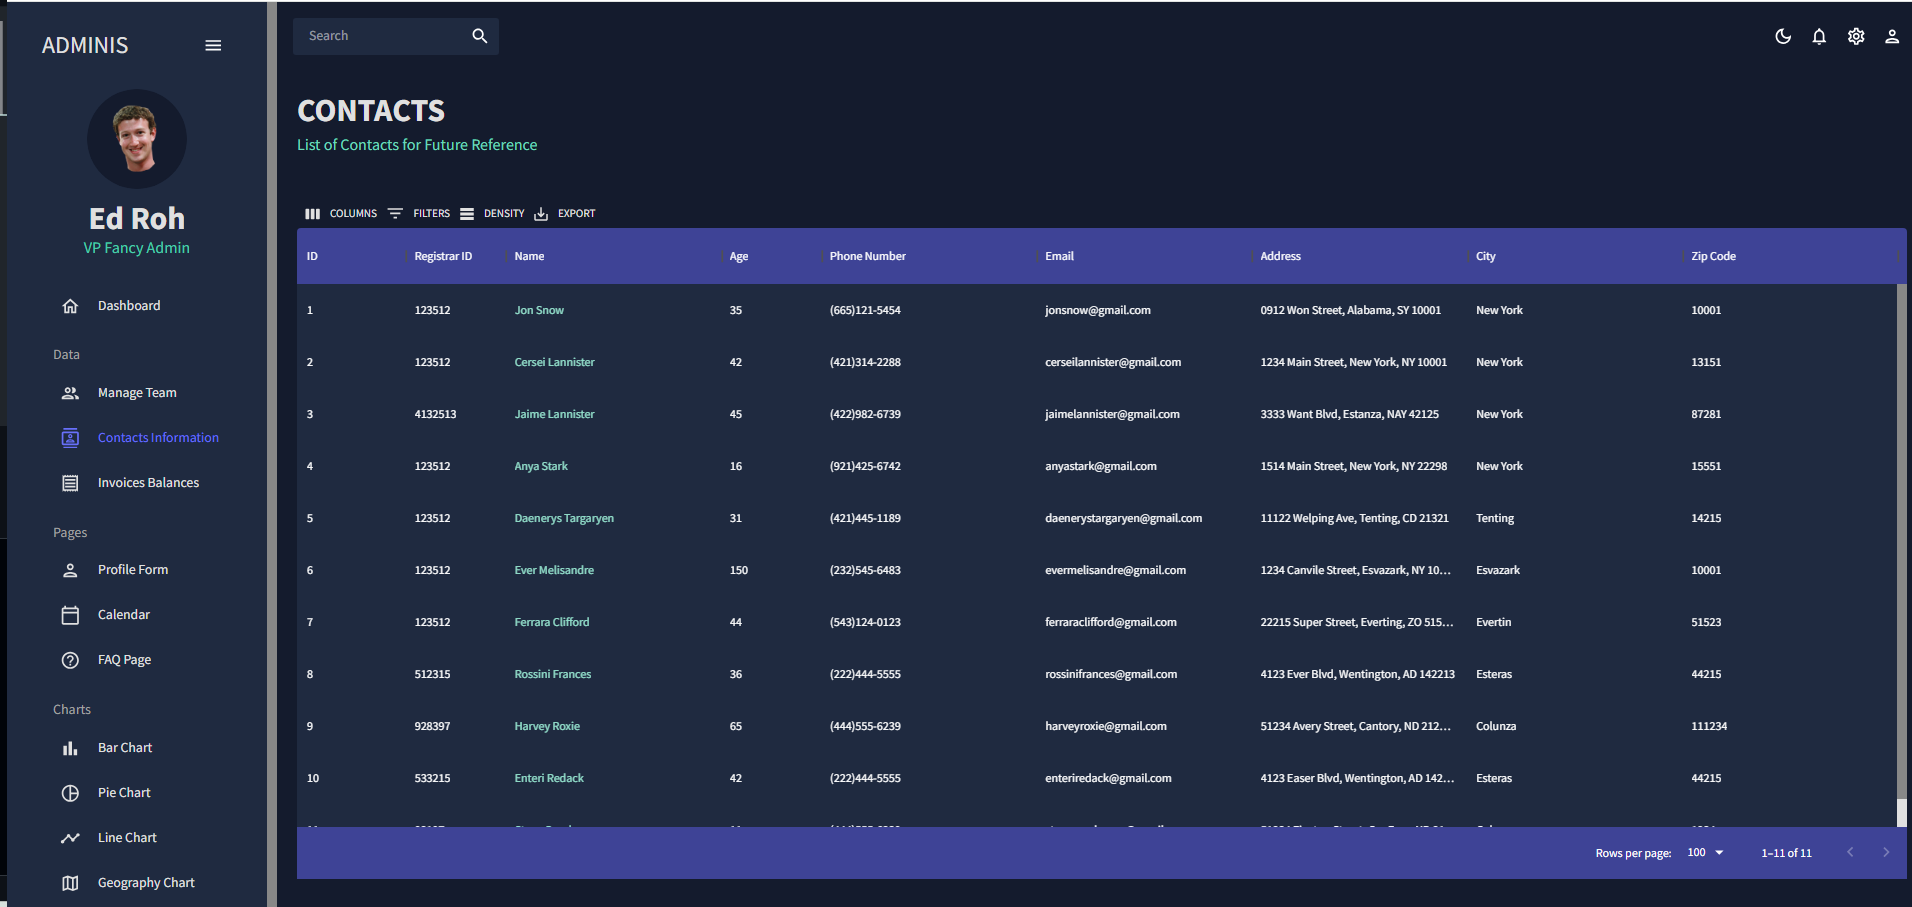 ADMINIS
Search
Ed Roh
VP Fancy Admin
Dashboard
Data
Manage Team
Contacts Information
Invoices Balances
Pages
Profile Form
Calendar
FAQ Page
Charts
Bar Chart
Pie Chart
Line Chart
Geography Chart
CONTACTS
List of Contacts for Future Reference
COLUMNS FILTERS DENSITY EXPORT
ID Registrar ID Name Age Phone Number Email Address City Zip Code
1 123512 Jon Snow 35 (665)121-5454 jonsnow@gmail.com 0912 Won Street, Alabama, SY 10001 New York 10001
2 123512 Cersei Lannister 42 (421)314-2288 cerseilannister@gmail.com 1234 Main Street, New York, NY 10001 New York 13151
3 4132513 Jaime Lannister 45 (422)982-6739 jaimelannister@gmail.com 3333 Want Blvd, Estanza, NAY 42125 New York 87281
4 123512 Anya Stark 16 (921)425-6742 anyastark@gmail.com 1514 Main Street, New York, NY 22298 New York 15551
5 123512 Daenerys Targaryen 31 (421)445-1189 daenerystargaryen@gmail.com 11122 Welping Ave, Tenting, CD 21321 Tenting 14215
6 123512 Ever Melisandre 150 (232)545-6483 evermelisandre@gmail.com 1234 Canvile Street, Esvazark, NY 10... Esvazark 10001
7 123512 Ferrara Clifford 44 (543)124-0123 ferraraclifford@gmail.com 22215 Super Street, Everting, ZO 515... Evertin 51523
8 512315 Rossini Frances 36 (222)444-5555 rossinifrances@gmail.com 4123 Ever Blvd, Wentington, AD 142213 Esteras 44215
9 928397 Harvey Roxie 65 (444)555-6239 harveyroxie@gmail.com 51234 Avery Street, Cantory, ND 212... Colunza 111234
10 533215 Enteri Redack 42 (222)444-5555 enteriredack@gmail.com 4123 Easer Blvd, Wentington, AD 142... Esteras 44215
Rows per page: 100 1–11 of 11